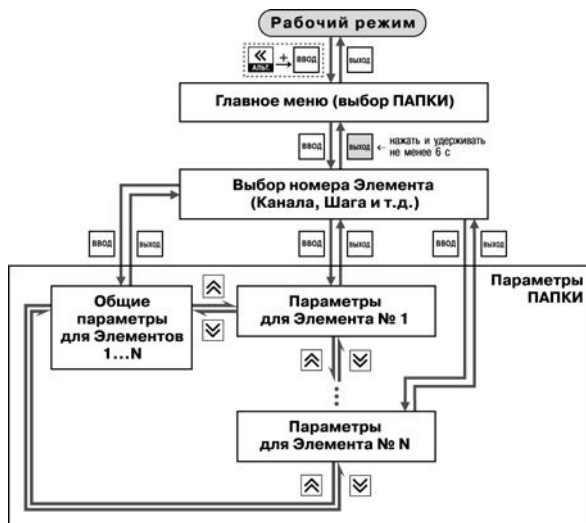 Рабочий режим
АЛЬТ.
+
ВВОД
ВЫХОД
Главное меню (выбор ПАПКИ)
ВВОД
ВЫХОД
← нажать и удерживать
не менее 6 с
Выбор номера Элемента
(Канала, Шага и т.д.)
ВВОД
ВЫХОД
ВВОД
ВЫХОД
ВВОД
ВЫХОД
Параметры
ПАПКИ
Общие
параметры
для Элементов
1...N
Параметры
для Элемента № 1
Параметры
для Элемента № N